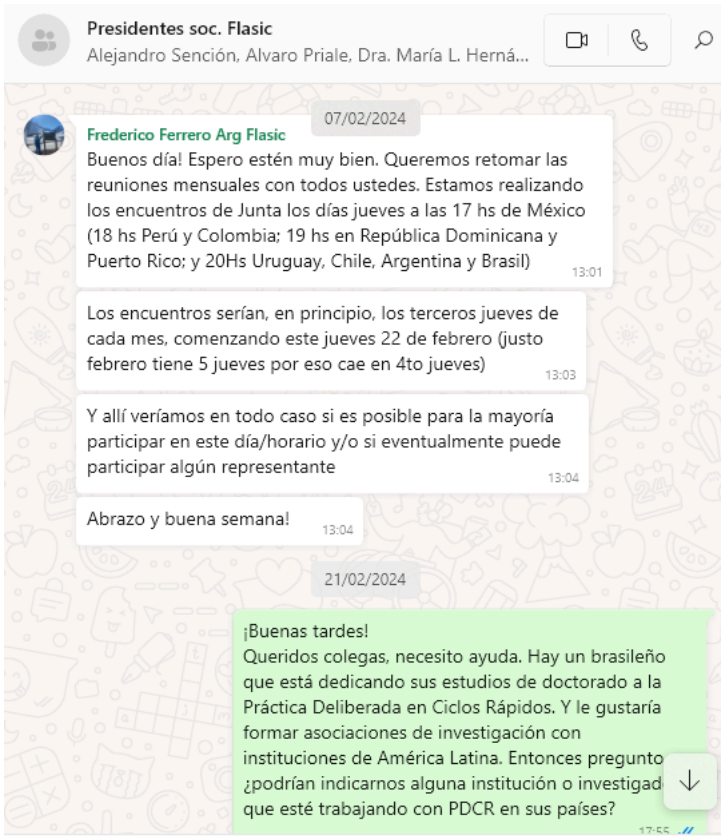 Presidentes soc. Flasic
Alejandro Sención, Alvaro Priale, Dra. María L. Herná...
07/02/2024
Frederico Ferrero Arg Flasic
Buenos día! Espero estén muy bien. Queremos retomar las
reuniones mensuales con todos ustedes. Estamos realizando
los encuentros de Junta los días jueves a las 17 hs de México
(18 hs Perú y Colombia; 19 hs en República Dominicana y
Puerto Rico; y 20Hs Uruguay, Chile, Argentina y Brasil)
13:01
Los encuentros serían, en principio, los terceros jueves de
cada mes, comenzando este jueves 22 de febrero (justo
febrero tiene 5 jueves por eso cae en 4to jueves)
13:03
Y allí veríamos en todo caso si es posible para la mayoría
participar en este día/horario y/o si eventualmente puede
participar algún representante
13:04
Abrazo y buena semana!
13:04
21/02/2024
¡Buenas tardes!
Queridos colegas, necesito ayuda. Hay un brasileño
que está dedicando sus estudios de doctorado a la
Práctica Deliberada en Ciclos Rápidos. Y le gustaría
formar asociaciones de investigación con
instituciones de América Latina. Entonces pregunto
¿podrían indicarnos alguna institución o investigad
que esté trabajando con PDCR en sus países?
17:55